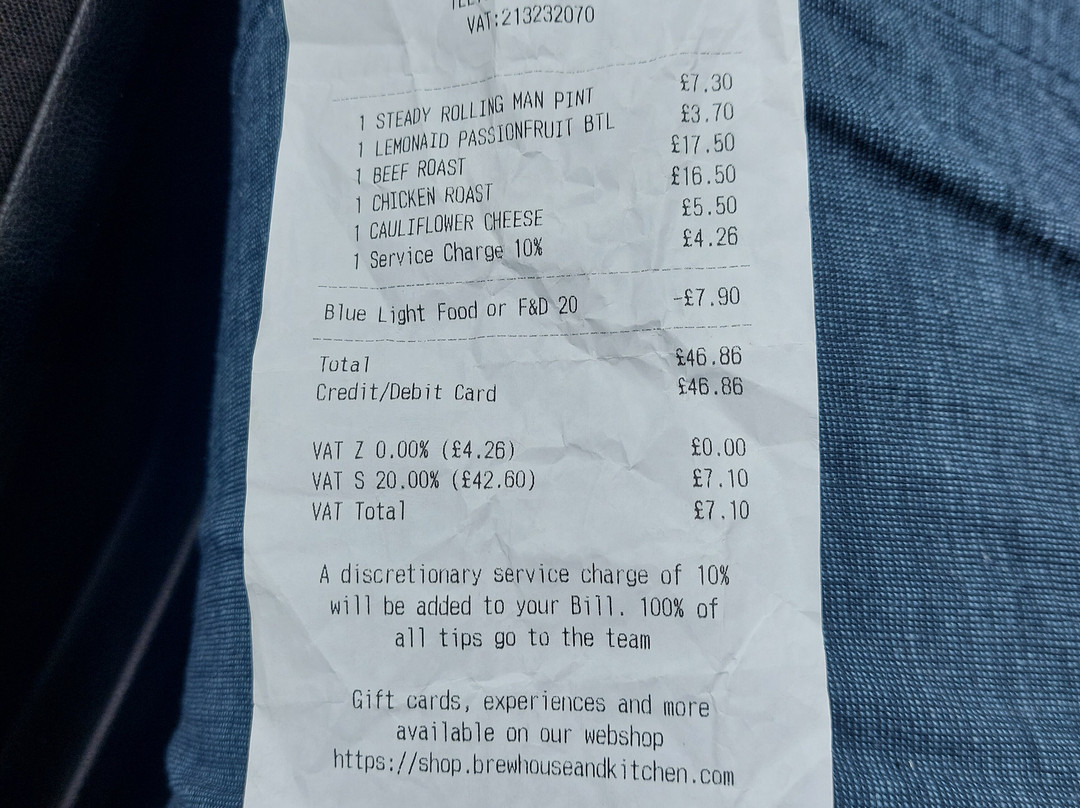 VAT:213232070
1 STEADY ROLLING MAN PINT £7.30
1 LEMONAID PASSIONFRUIT BTL £3.70
1 BEEF ROAST £17.50
1 CHICKEN ROAST £16.50
1 CAULIFLOWER CHEESE £5.50
1 Service Charge 10% £4.26
Blue Light Food or F&D 20 -£7.90
Total £46.86
Credit/Debit Card £46.86
VAT Z 0.00% (£4.26) £0.00
VAT S 20.00% (£42.60) £7.10
VAT Total £7.10
A discretionary service charge of 10%
will be added to your Bill. 100% of
all tips go to the team
Gift cards, experiences and more
available on our webshop
https://shop.brewhouseandkitchen.com